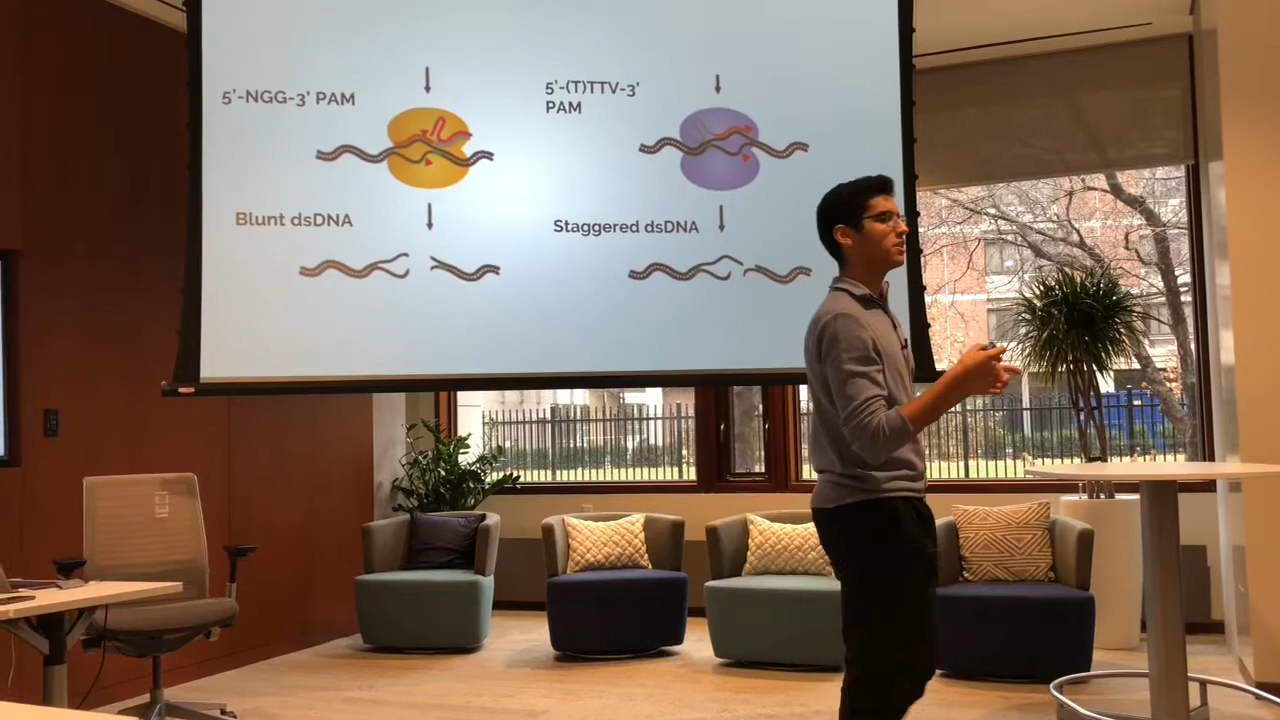 5'-NGG-3' PAM
5'-(T)TTV-3'
PAM
Blunt dsDNA
Staggered dsDNA